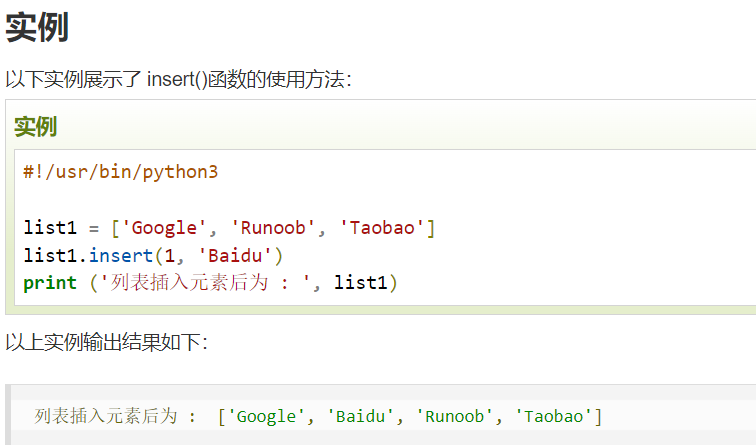 实例
以下实例展示了 insert()函数的使用方法：
实例
#!/usr/bin/python3
list1 = ['Google', 'Runoob', 'Taobao']
list1.insert(1, 'Baidu')
print ('列表插入元素后为 : ', list1)
以上实例输出结果如下：
列表插入元素后为 :  ['Google', 'Baidu', 'Runoob', 'Taobao']